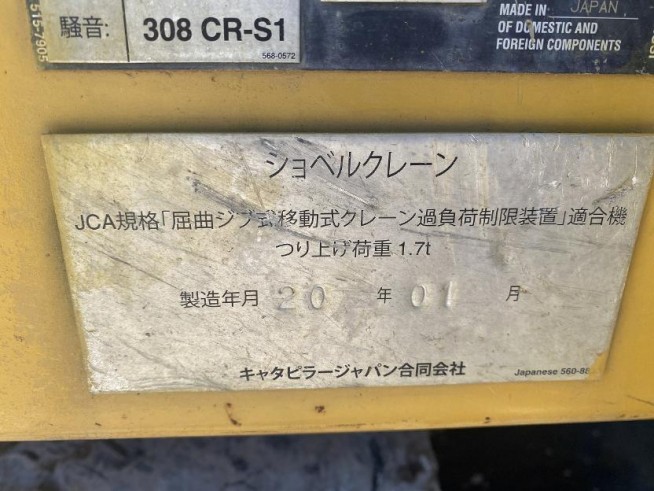 515-7905
騒音: 308 CR-S1
568-0572
MADE IN JAPAN
OF DOMESTIC AND
FOREIGN COMPONENTS
ショベルクレーン
JCA規格「屈曲ジブ式移動式クレーン過負荷制限装置」適合機
つり上げ荷重 1.7t
製造年月 20 年 01 月
キャタピラージャパン合同会社
Japanese